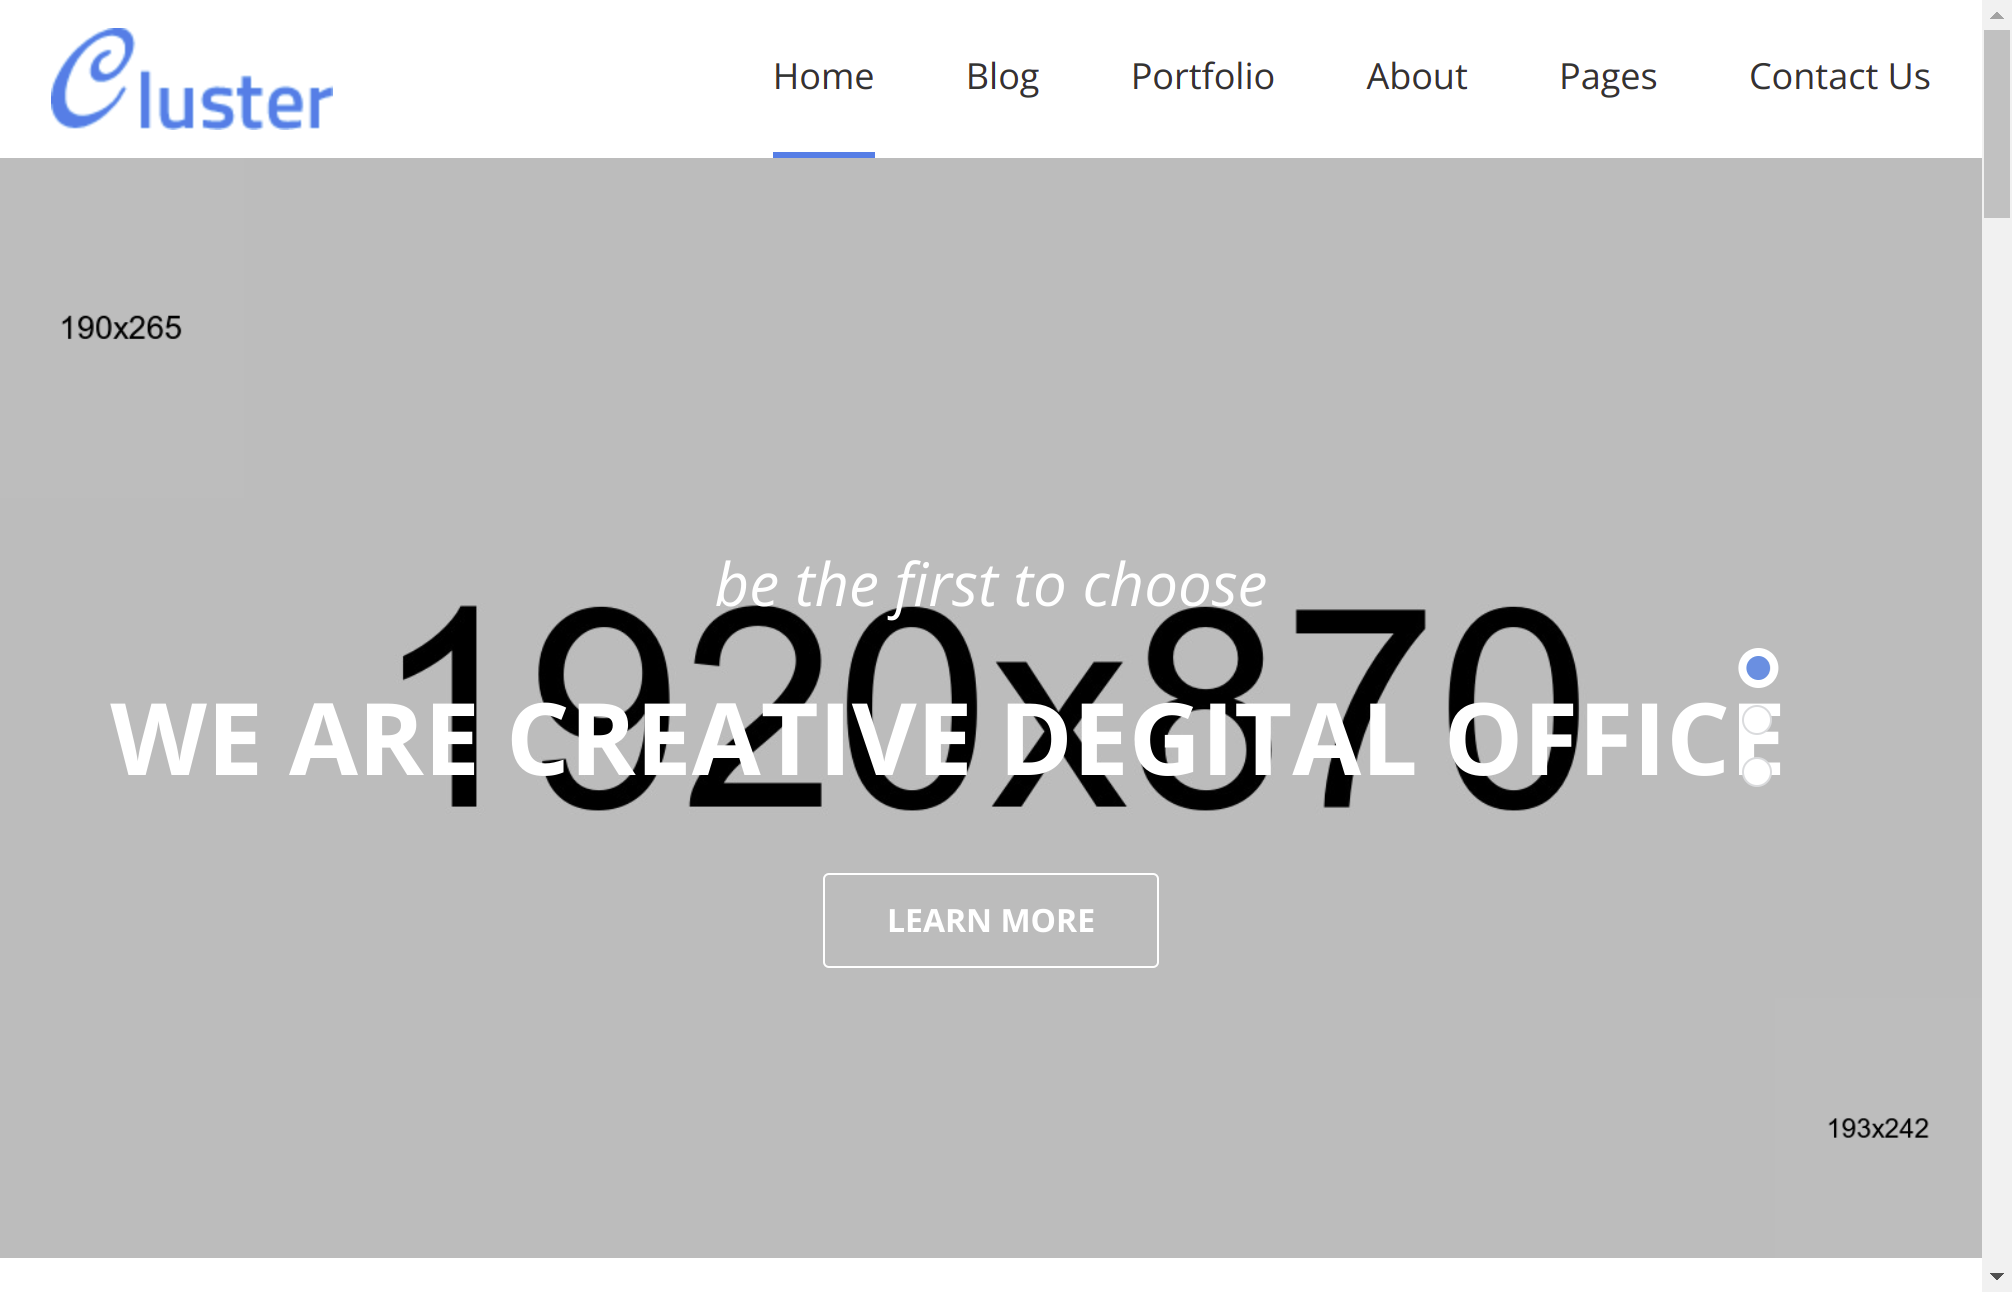 Cluster
Home Blog Portfolio About Pages Contact Us
190x265
be the first to choose
1920x870
WE ARE CREATIVE DEGITAL OFFICE
LEARN MORE
193x242